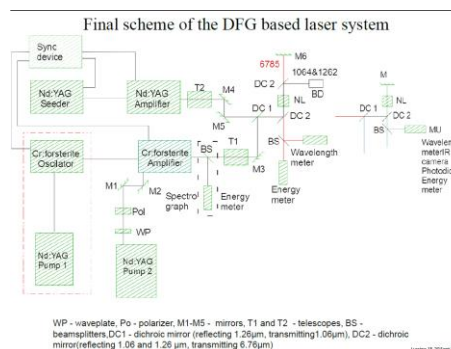 Final scheme of the DFG based laser system
Sync
device
Nd:YAG
Seeder
Nd:YAG
Amplifier
T2
M4
M5
Cr:forsterite
Oscilator
Cr:forsterite
Amplifier
BS
T1
M3
M1
M2
Pol
WP
Spectro
graph
Energy
meter
Nd:YAG
Pump 1
Nd:YAG
Pump 2
M6
6785
1064&1262
DC 2
BD
NL
DC 1
DC 2
BS
Wavelength
meter
Energy
meter
M
NL
DC 1
DC 2
BS
MU
Wavelen
meter/IR
camera
Photodic
Energy
meter
WP - waveplate, Po - polarizer, M1-M5 - mirrors, T1 and T2 - telescopes, BS -
beamsplitters,DC1 - dichroic mirror (reflecting 1.26µm, transmitting1.06µm), DC2 - dichroic
mirror(reflecting 1.06 and 1.26 µm, transmitting 6.76µm)